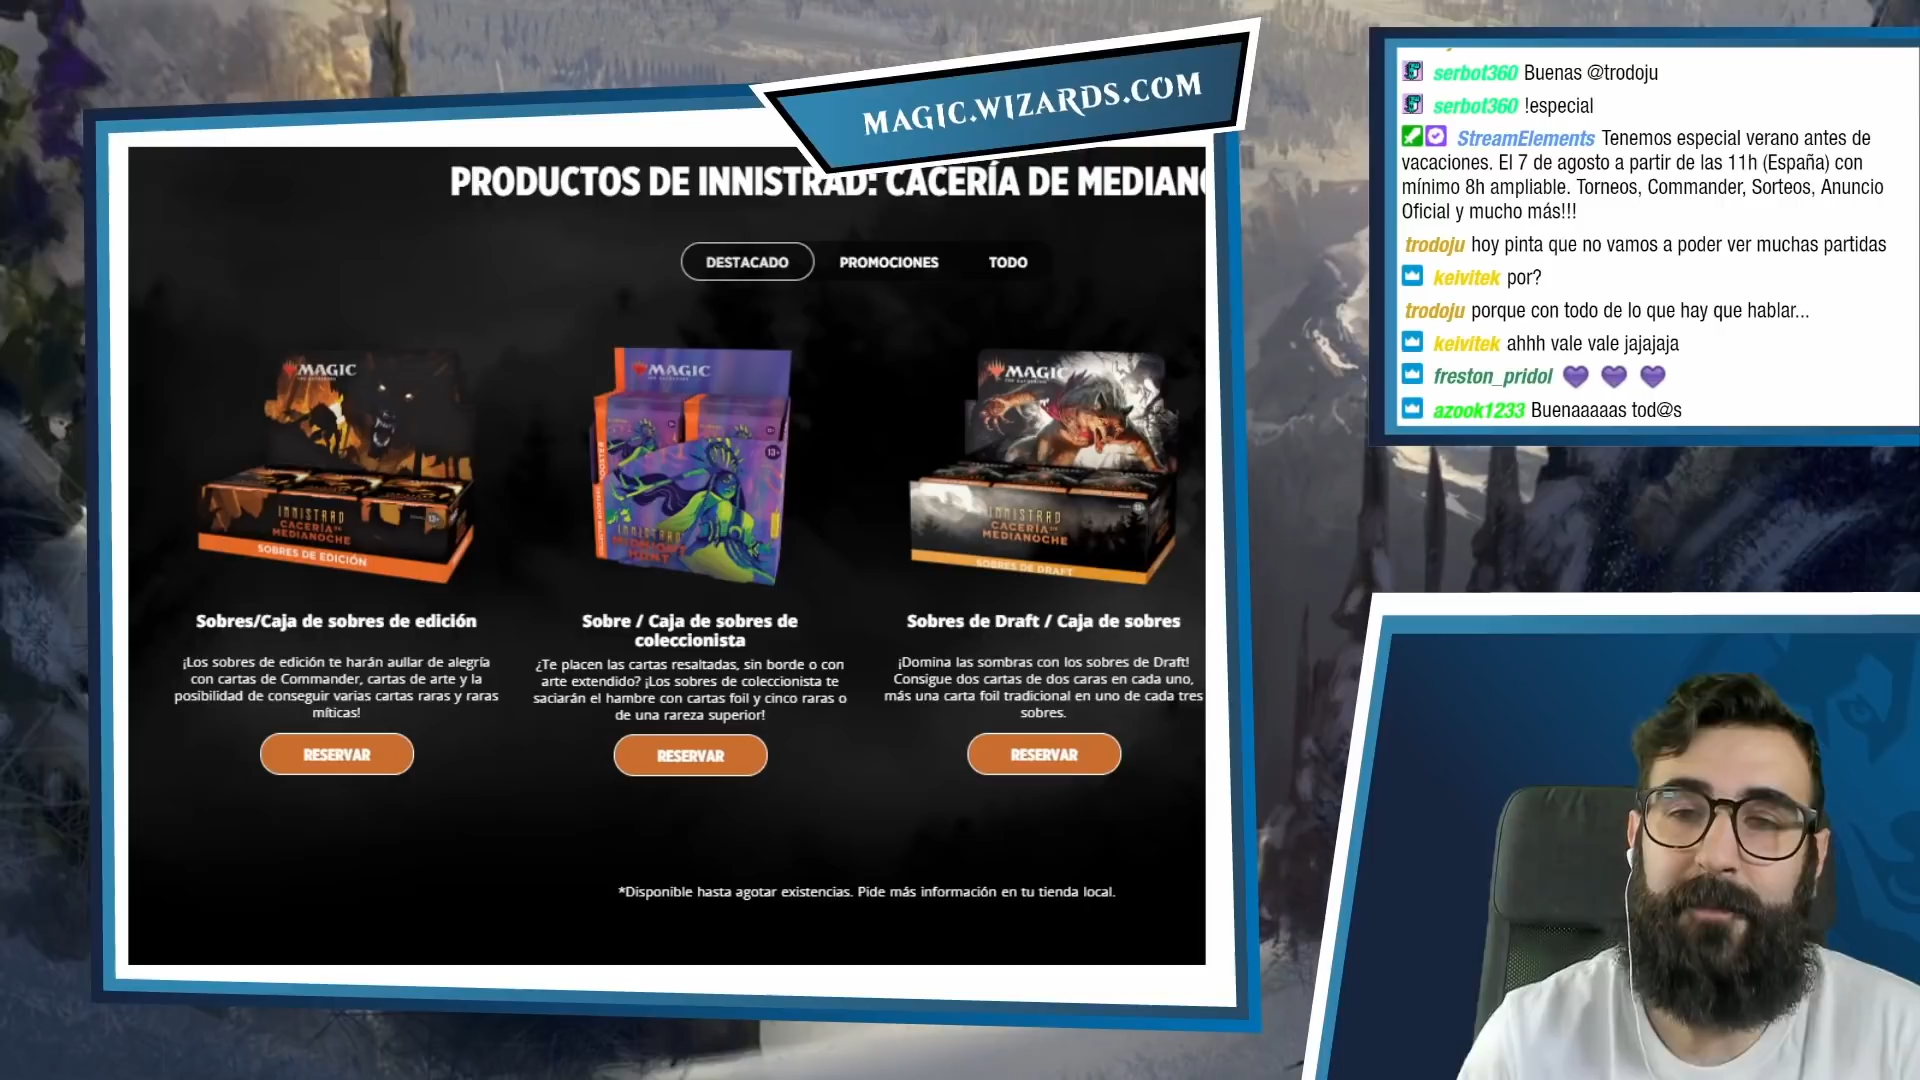 MAGIC.WIZARDS.COM
PRODUCTOS DE INNISTRAD: CACERÍA DE MEDIANO
DESTACADO
PROMOCIONES
TODO
MAGIC
INNISTRAD
CACERÍA DE
MEDIANOCHE
13+
SOBRES DE EDICIÓN
Sobres/Caja de sobres de edición
¡Los sobres de edición te harán aullar de alegría
con cartas de Commander, cartas de arte y la
posibilidad de conseguir varias cartas raras y raras
míticas!
RESERVAR
MAGIC
13+
INNISTRAD
MIDNIGHT
HUNT
Sobre / Caja de sobres de
coleccionista
¿Te placen las cartas resaltadas, sin borde o con
arte extendido? ¡Los sobres de coleccionista te
saciarán el hambre con cartas foil y cinco raras o
de una rareza superior!
RESERVAR
MAGIC
INNISTRAD
CACERÍA DE
MEDIANOCHE
SOBRES DE DRAFT
Sobres de Draft / Caja de sobres
¡Domina las sombras con los sobres de Draft!
Consigue dos cartas de dos caras en cada uno,
más una carta foil tradicional en uno de cada tres
sobres.
RESERVAR
*Disponible hasta agotar existencias. Pide más información en tu tienda local.
serbot360 Buenas @trodoju
serbot360 !especial
StreamElements Tenemos especial verano antes de
vacaciones. El 7 de agosto a partir de las 11h (España) con
mínimo 8h ampliable. Torneos, Commander, Sorteos, Anuncio
Oficial y mucho más!!!
trodoju hoy pinta que no vamos a poder ver muchas partidas
keivitek por?
trodoju porque con todo de lo que hay que hablar...
keivitek ahhh vale vale jajajaja
freston_pridol
azook1233 Buenaaaaas tod@s